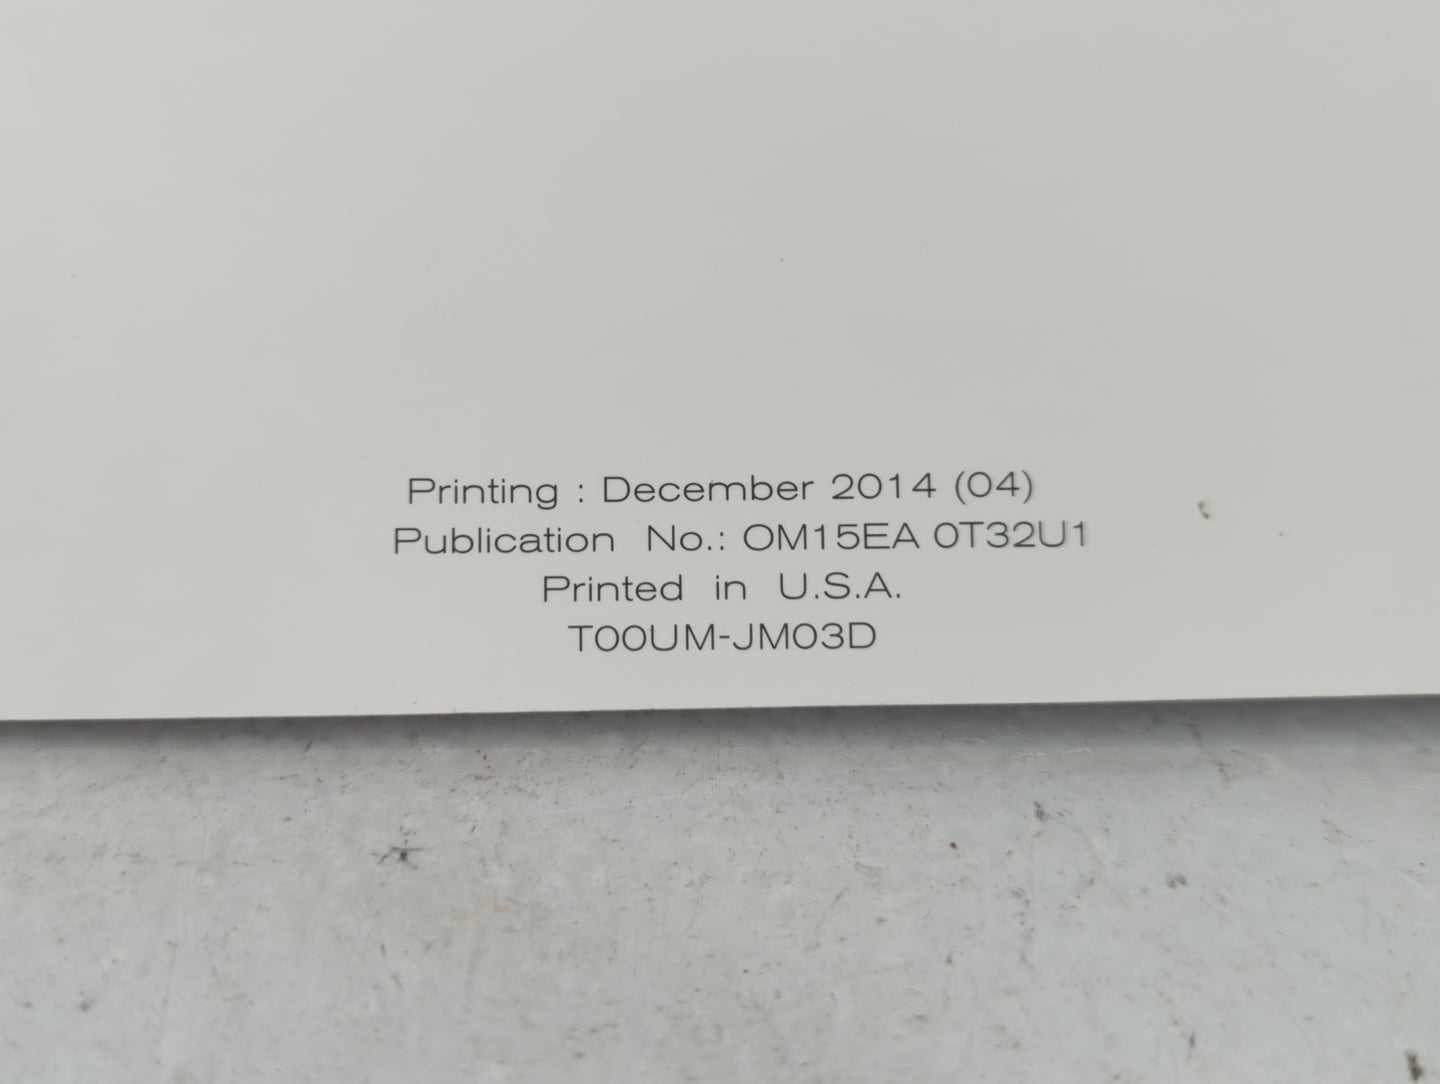 Printing : December 2014 (04)
Publication No.: OM15EA 0T32U1
Printed in U.S.A.
T00UM-JM03D